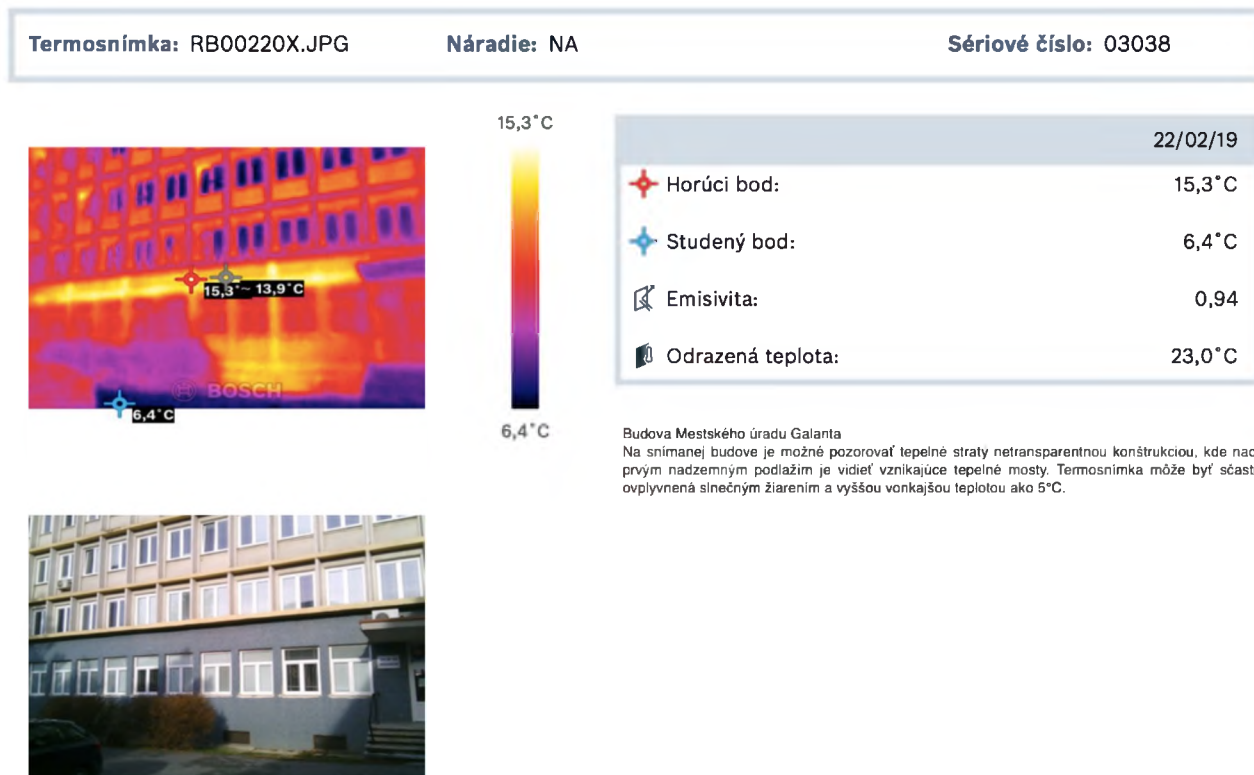 Termosnímka: RB00220X.JPG Náradie: NA Sériové číslo: 03038
15,3°C
22/02/19
Horúci bod: 15,3°C
Studený bod: 6,4°C
Emisivita: 0,94
Odrazená teplota: 23,0°C
15,3°~ 13,9°C
BOSCH
6,4°C
6,4°C
Budova Mestského úradu Galanta
Na snímanej budove je možné pozorovať tepelné straty netransparentnou konštrukciou, kde nad
prvým nadzemným podlažim je vidieť vznikajúce tepelné mosty. Termosnímka môže byť sčasti
ovplyvnená slnečným žiarením a vyššou vonkajšou teplotou ako 5°C.